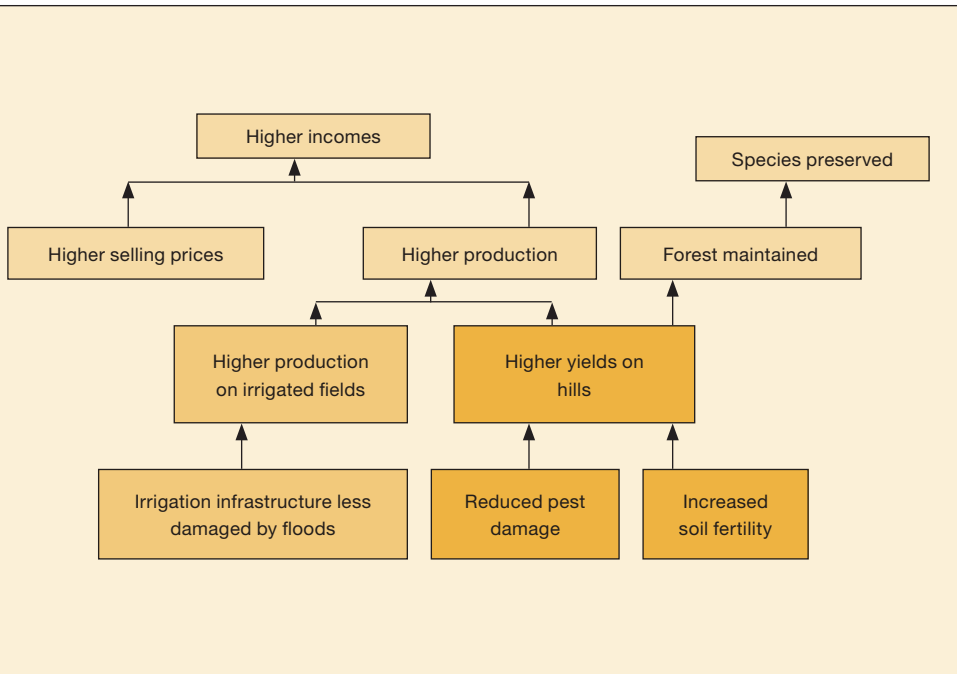 Higher incomes
Species preserved
Higher selling prices
Higher production
Forest maintained
Higher production
on irrigated fields
Higher yields on
hills
Irrigation infrastructure less
damaged by floods
Reduced pest
damage
Increased
soil fertility